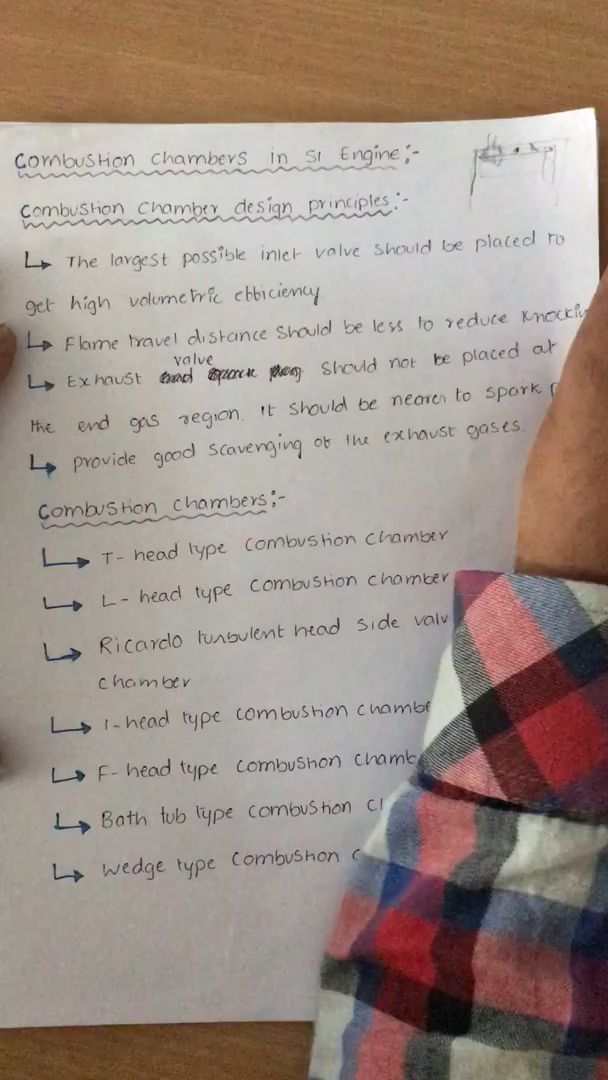 Combustion chambers in SI Engine:-
Combustion chamber design principles:-
The largest possible inlet valve should be placed to
get high volumetric efficiency.
Flame travel distance should be less to reduce
valve
Exhaust should not be placed at
the end gas region. It should be nearer to spark
provide good scavenging of the exhaust gases.
Combustion chambers:-
T-head type combustion chamber
L-head type combustion chamber
Ricardo turbulent head side
chamber
I-head type combustion
F-head type combustion
Bath tub type combustion
wedge type combustion